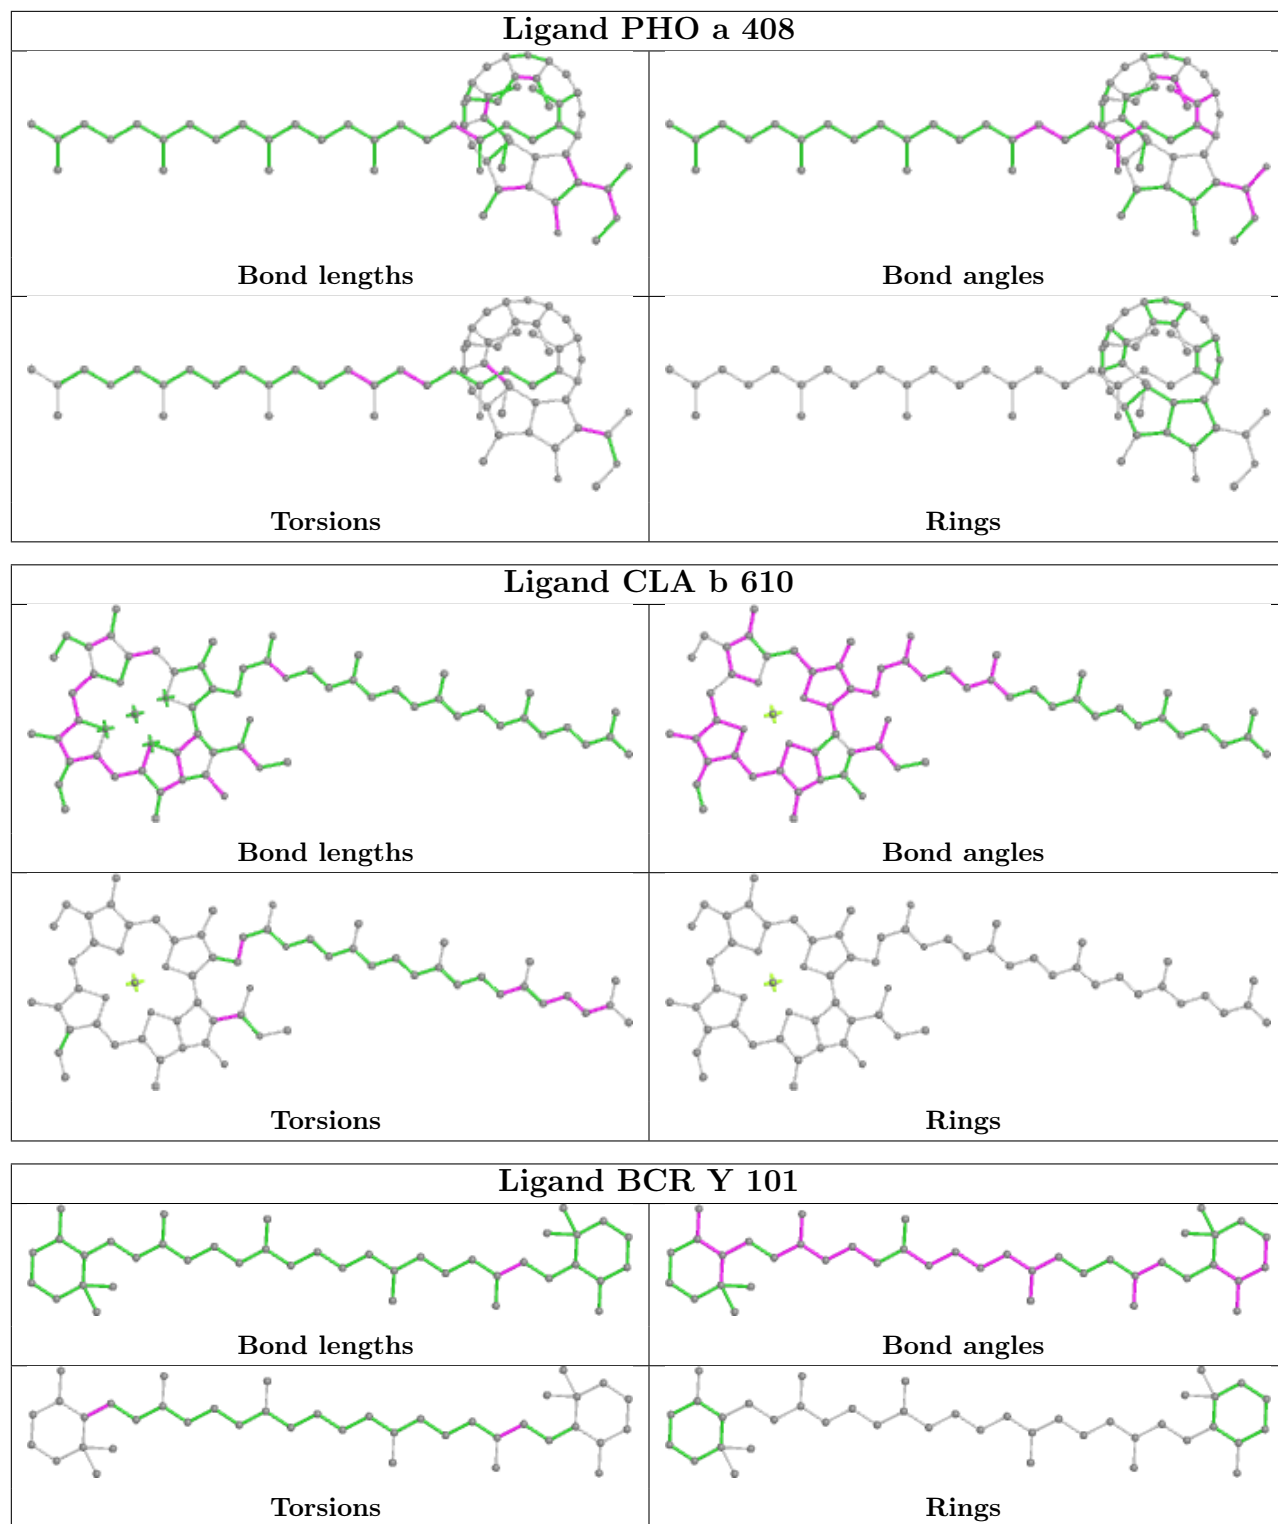 Ligand PHO a 408
Bond lengths
Bond angles
Torsions
Rings
Ligand CLA b 610
Bond lengths
Bond angles
Torsions
Rings
Ligand BCR Y 101
Bond lengths
Bond angles
Torsions
Rings